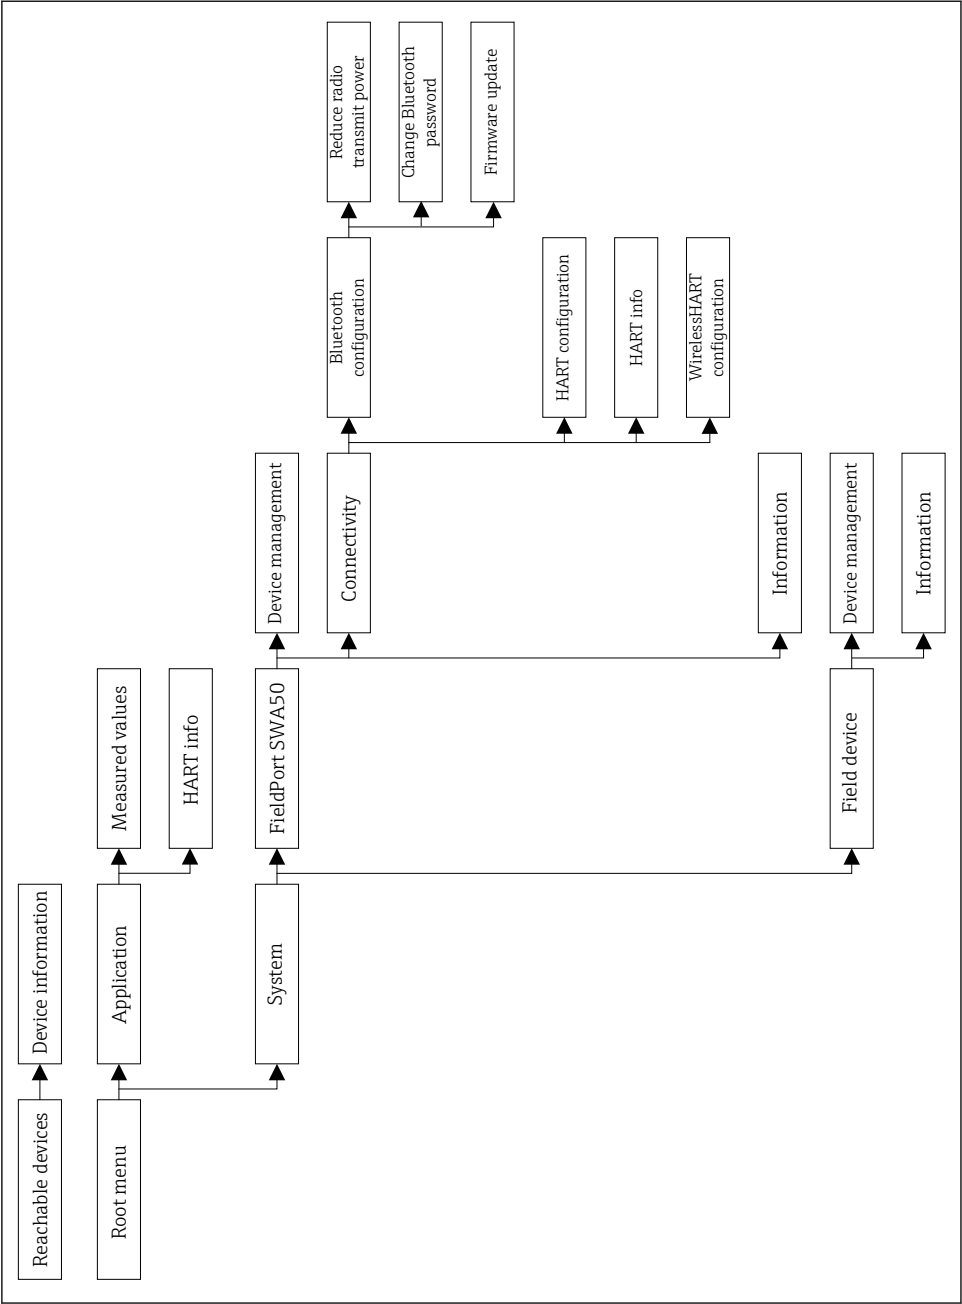 Reachable devices
Device information
Root menu
Application
Measured values
HART info
System
FieldPort SWA50
Device management
Connectivity
Bluetooth
configuration
Reduce radio
transmit power
Change Bluetooth
password
Firmware update
HART configuration
HART info
WirelessHART
configuration
Information
Field device
Device management
Information